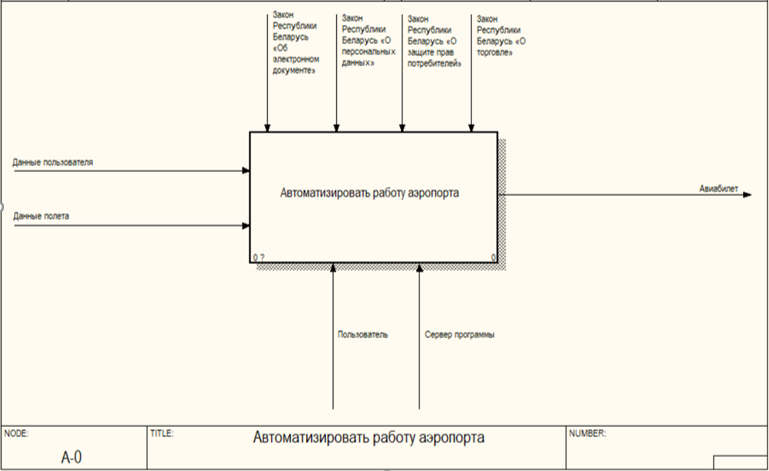 Закон
Республики
Беларусь
«Об
электронном
документе»
Закон
Республики
Беларусь «О
персональных
данных»
Закон
Республики
Беларусь «О
защите прав
потребителей»
Закон
Республики
Беларусь «О
торговле»
Данные пользователя
Данные полета
Автоматизировать работу аэропорта
Авиабилет
0 ?
0
Пользователь
Сервер программы
NODE:
A-0
TITLE:
Автоматизировать работу аэропорта
NUMBER: